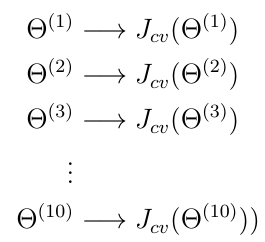 Θ⁽¹⁾ ⟶ J_cv(Θ⁽¹⁾)
Θ⁽²⁾ ⟶ J_cv(Θ⁽²⁾)
Θ⁽³⁾ ⟶ J_cv(Θ⁽³⁾)
⋮
Θ⁽¹⁰⁾ ⟶ J_cv(Θ⁽¹⁰⁾))